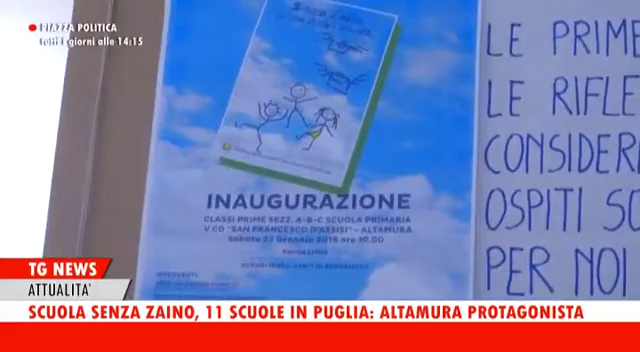 PIAZZA POLITICA
tutti i giorni alle 14:15
INAUGURAZIONE
CLASSI PRIME SEZZ. A-B-C SCUOLA PRIMARIA
V CD "SAN FRANCESCO D'ASSISI" - ALTAMURA
Sabato 23 Gennaio 2016 ore 10.00
LE PRIME
LE RIFLE
CONSIDERA
OSPITI SC
PER NOI
TG NEWS
ATTUALITA'
SCUOLA SENZA ZAINO, 11 SCUOLE IN PUGLIA: ALTAMURA PROTAGONISTA